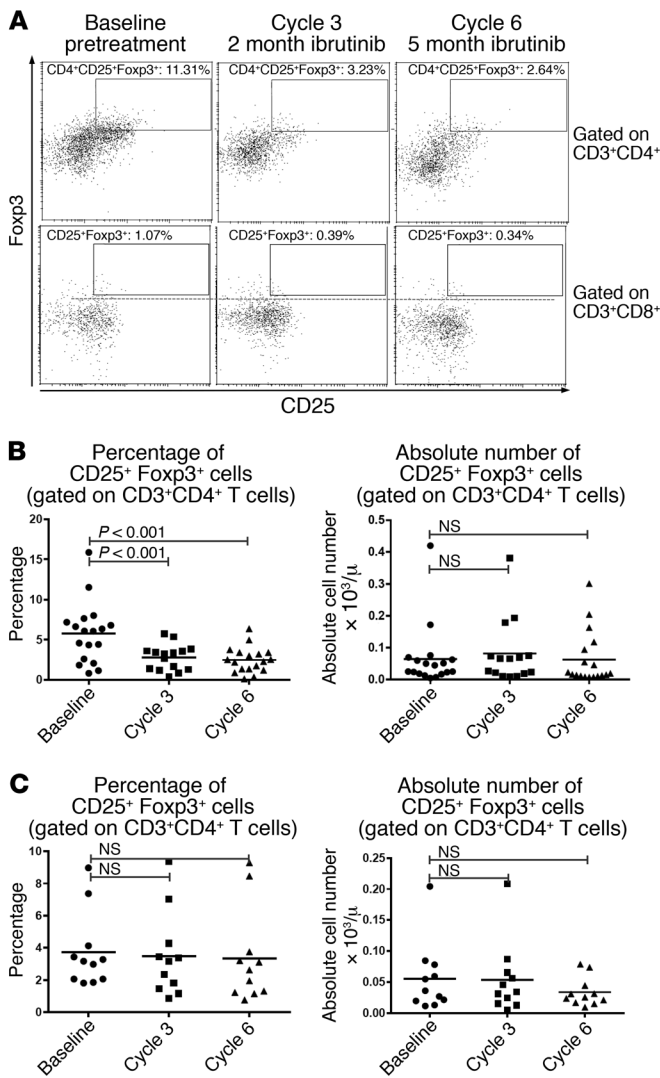 A
Baseline
pretreatment
Cycle 3
2 month ibrutinib
Cycle 6
5 month ibrutinib
CD4⁺CD25⁺Foxp3⁺: 11.31%
CD4⁺CD25⁺Foxp3⁺: 3.23%
CD4⁺CD25⁺Foxp3⁺: 2.64%
Gated on
CD3⁺CD4⁺
Foxp3
CD25⁺Foxp3⁺: 1.07%
CD25⁺Foxp3⁺: 0.39%
CD25⁺Foxp3⁺: 0.34%
Gated on
CD3⁺CD8⁺
CD25
B
Percentage of
CD25⁺ Foxp3⁺ cells
(gated on CD3⁺CD4⁺ T cells)
Percentage
20
15
10
5
0
P < 0.001
P < 0.001
Baseline
Cycle 3
Cycle 6
Absolute number of
CD25⁺ Foxp3⁺ cells
(gated on CD3⁺CD4⁺ T cells)
Absolute cell number
× 10³/μ
0.5
0.4
0.3
0.2
0.1
0.0
NS
NS
Baseline
Cycle 3
Cycle 6
C
Percentage of
CD25⁺ Foxp3⁺ cells
(gated on CD3⁺CD4⁺ T cells)
Percentage
10
8
6
4
2
0
NS
NS
Baseline
Cycle 3
Cycle 6
Absolute number of
CD25⁺ Foxp3⁺ cells
(gated on CD3⁺CD4⁺ T cells)
Absolute cell number
× 10³/μ
0.25
0.20
0.15
0.10
0.05
0.00
NS
NS
Baseline
Cycle 3
Cycle 6